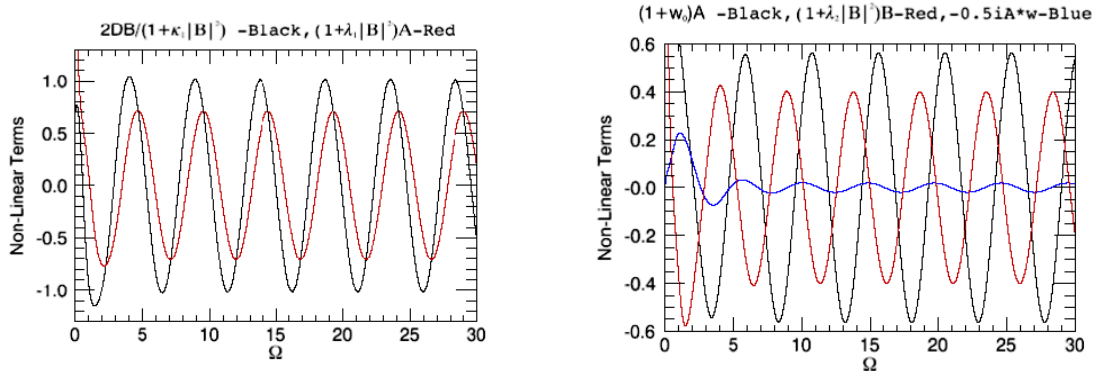 2DB/(1+κ₁|B|²) -Black,(1+λ₁|B|²)A-Red
Non-Linear Terms
1.0
0.5
0.0
-0.5
-1.0
0 5 10 15 20 25 30
Ω
(1+w₀)A -Black,(1+λ₂|B|²)B-Red,-0.5iA*w-Blue
Non-Linear Terms
0.6
0.4
0.2
-0.0
-0.2
-0.4
-0.6
0 5 10 15 20 25 30
Ω